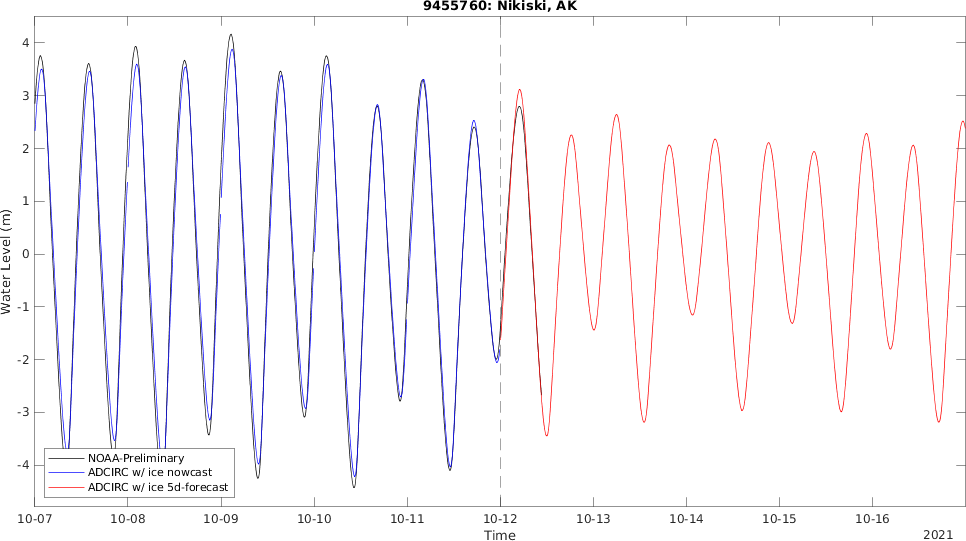 9455760: Nikiski, AK
Water Level (m)
4
3
2
1
0
-1
-2
-3
-4
NOAA-Preliminary
ADCIRC w/ ice nowcast
ADCIRC w/ ice 5d-forecast
10-07 10-08 10-09 10-10 10-11 10-12 10-13 10-14 10-15 10-16
Time
2021